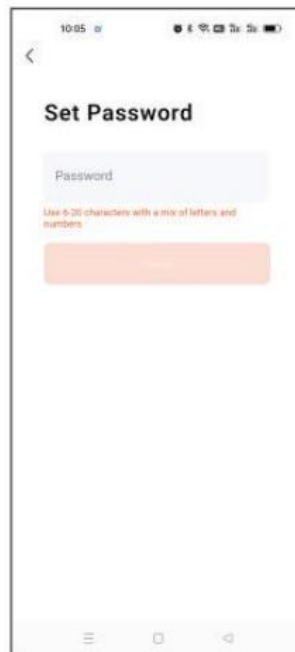 10:05
Set Password
Password
Use 6-20 characters with a mix of letters and
numbers